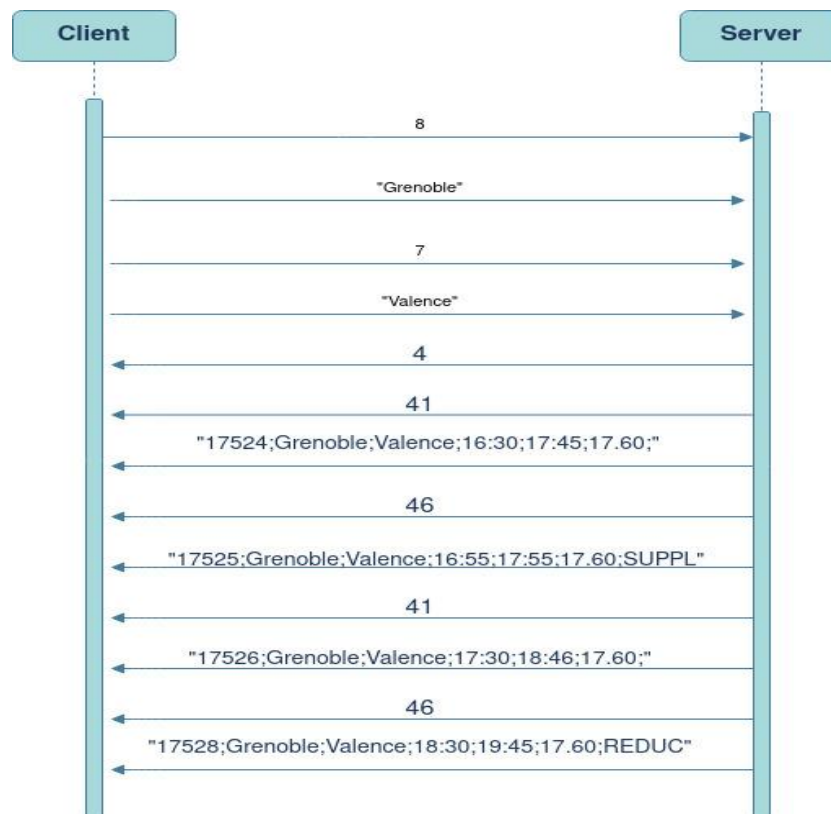 Client Server
8
"Grenoble"
7
"Valence"
4
41
"17524;Grenoble;Valence;16:30;17:45;17.60;"
46
"17525;Grenoble;Valence;16:55;17:55;17.60;SUPPL"
41
"17526;Grenoble;Valence;17:30;18:46;17.60;"
46
"17528;Grenoble;Valence;18:30;19:45;17.60;REDUC"